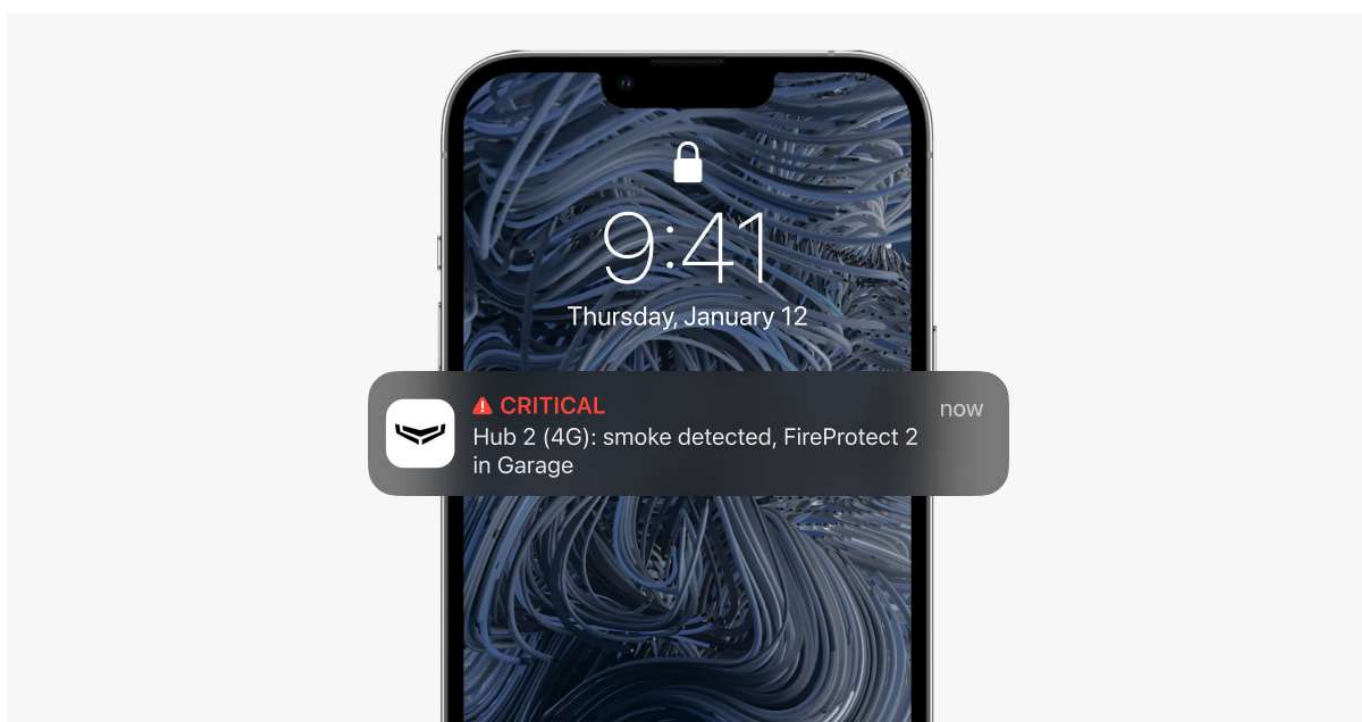 9:41
Thursday, January 12
CRITICAL
now
Hub 2 (4G): smoke detected, FireProtect 2
in Garage